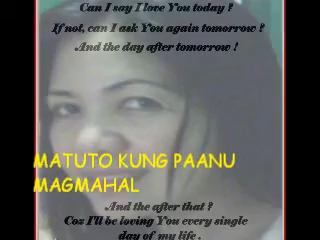 Can I say I love You today ?
If not, can I ask You again tomorrow ?
And the day after tomorrow !
MATUTO KUNG PAANU
MAGMAHAL
And the after that ?
Coz I'll be loving You every single
day of my life .